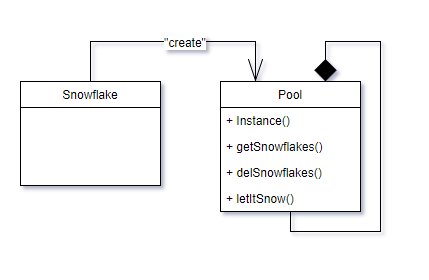 "create"
Snowflake
Pool
+ Instance()
+ getSnowflakes()
+ delSnowflakes()
+ letItSnow()